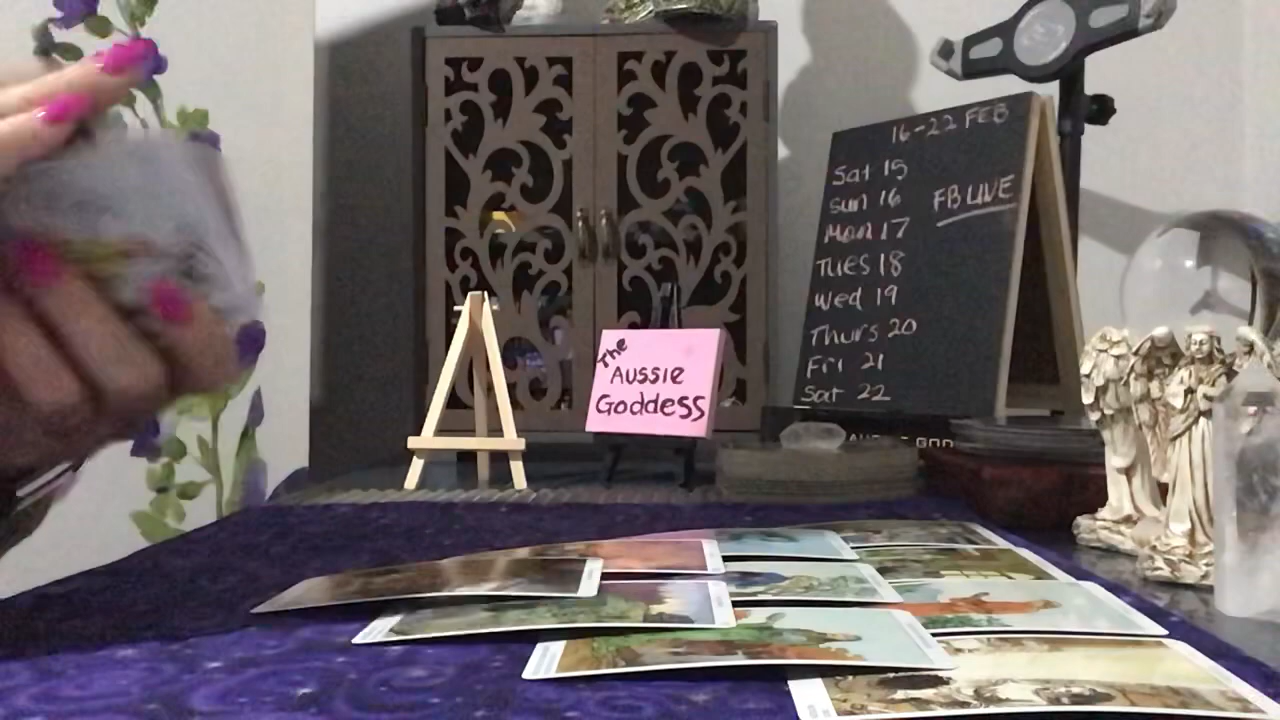 16-22 FEB
Sat 15
Sun 16
FB LIVE
Mon 17
Tues 18
Wed 19
Thurs 20
Fri 21
Sat 22
The
AUSSIE
GODDESS